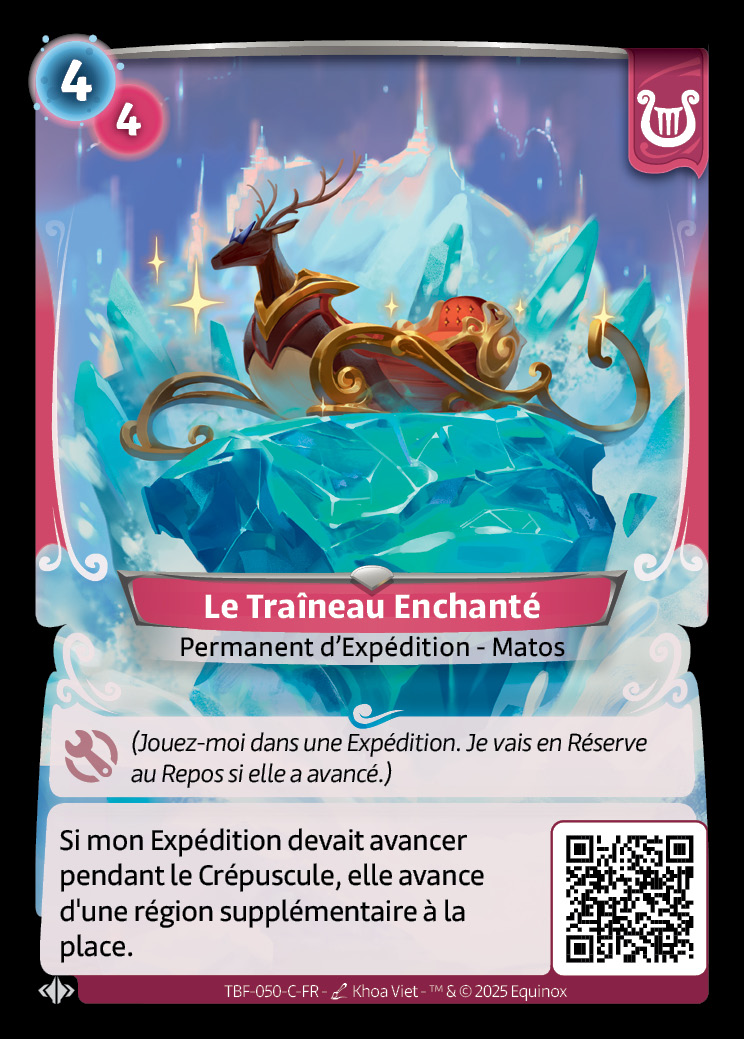 4
4
Le Traîneau Enchanté
Permanent d’Expédition - Matos
(Jouez-moi dans une Expédition. Je vais en Réserve
au Repos si elle a avancé.)
Si mon Expédition devait avancer
pendant le Crépuscule, elle avance
d'une région supplémentaire à la
place.
TBF-050-C-FR - Khoa Viet - ™ & © 2025 Equinox